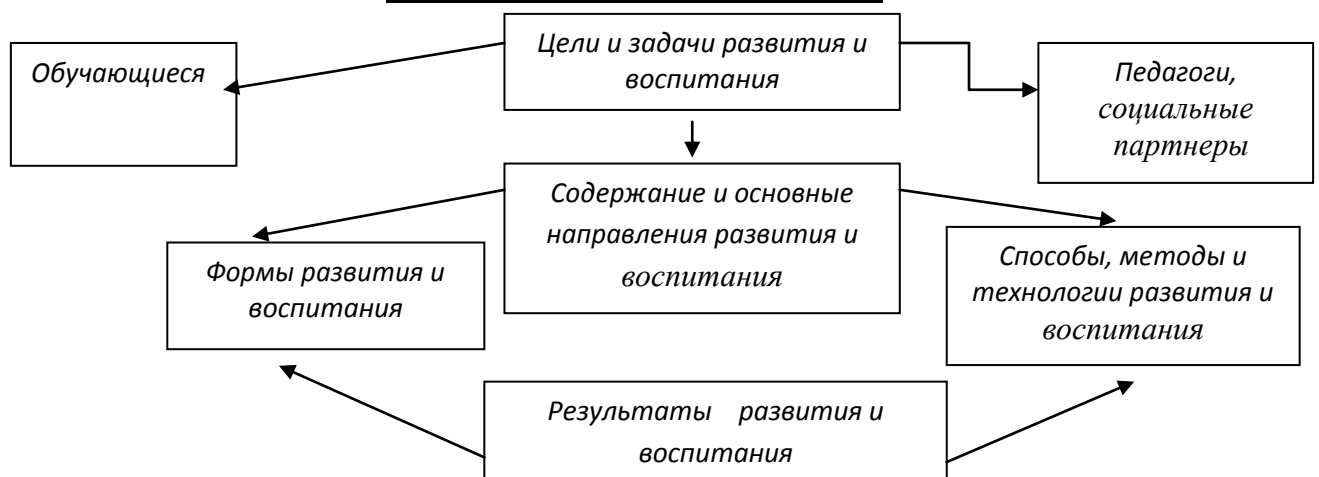 Цели и задачи развития и
воспитания
Обучающиеся
Педагоги,
социальные
партнеры
Содержание и основные
направления развития и
воспитания
Формы развития и
воспитания
Способы, методы и
технологии развития и
воспитания
Результаты развития и
воспитания